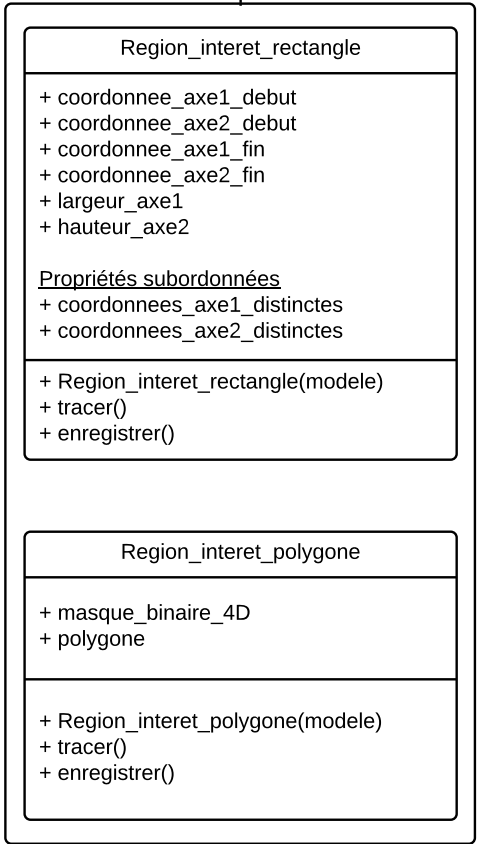 Region_interet_rectangle
+ coordonnee_axe1_debut
+ coordonnee_axe2_debut
+ coordonnee_axe1_fin
+ coordonnee_axe2_fin
+ largeur_axe1
+ hauteur_axe2
Propriétés subordonnées
+ coordonnees_axe1_distinctes
+ coordonnees_axe2_distinctes
+ Region_interet_rectangle(modele)
+ tracer()
+ enregistrer()
Region_interet_polygone
+ masque_binaire_4D
+ polygone
+ Region_interet_polygone(modele)
+ tracer()
+ enregistrer()